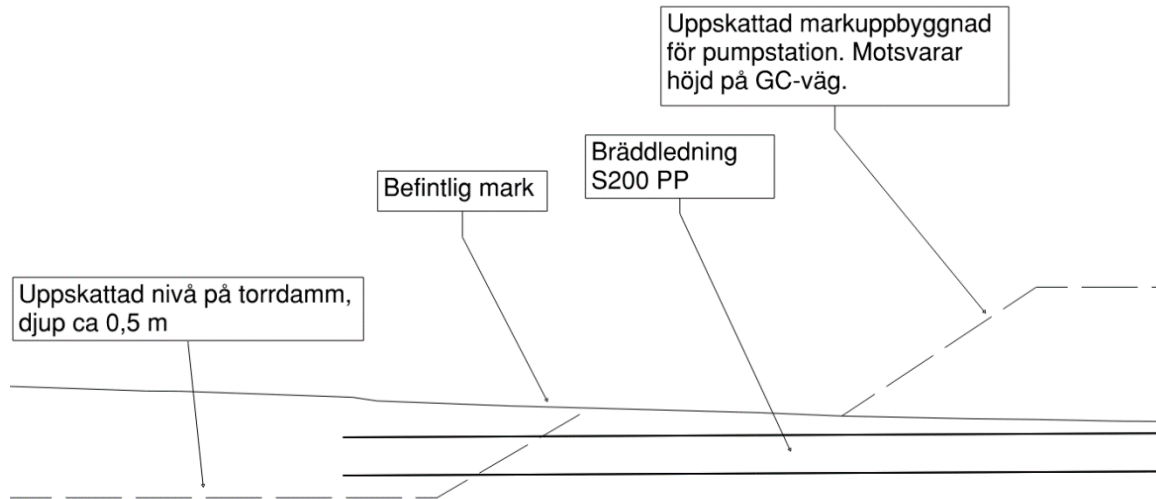 Uppskattad markuppbyggnad
för pumpstation. Motsvarar
höjd på GC-väg.
Bräddledning
S200 PP
Befintlig mark
Uppskattad nivå på torrdamm,
djup ca 0,5 m